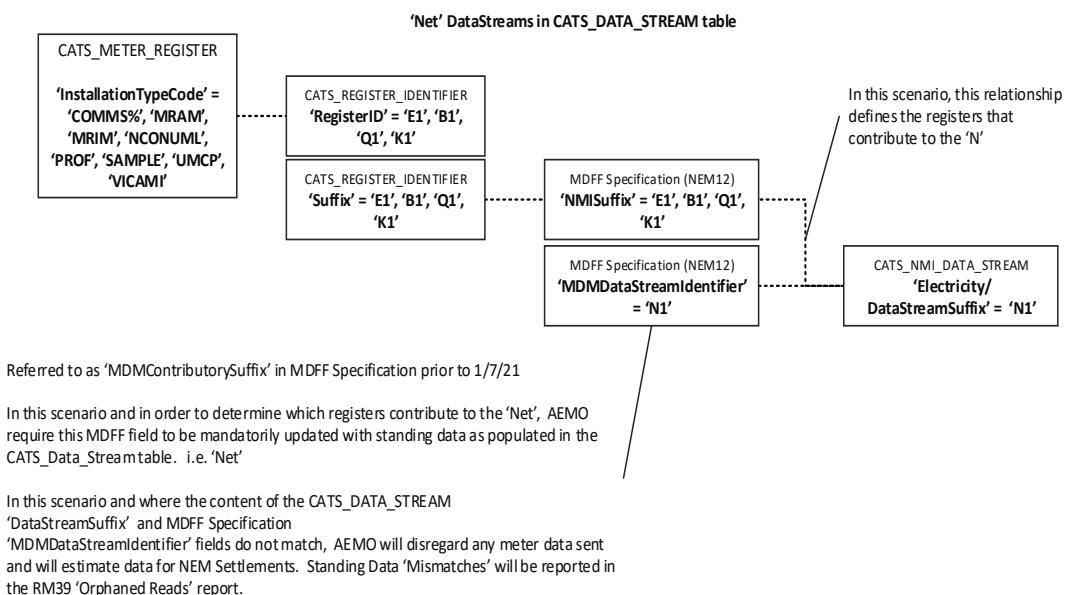 ‘Net’ DataStreams in CATS_DATA_STREAM table
CATS_METER_REGISTER
‘InstallationTypeCode’ =
‘COMMS%’, ‘MRAM’,
‘MRIM’, ‘NCONUML’,
‘PROF’, ‘SAMPLE’, ‘UMCP’,
‘VICAMI’
CATS_REGISTER_IDENTIFIER
‘RegisterID’ = ‘E1’, ‘B1’,
‘Q1’, ‘K1’
CATS_REGISTER_IDENTIFIER
‘Suffix’ = ‘E1’, ‘B1’, ‘Q1’,
‘K1’
MDFF Specification (NEM12)
‘NMISuffix’ = ‘E1’, ‘B1’, ‘Q1’,
‘K1’
MDFF Specification (NEM12)
‘MDMDataStreamIdentifier’
= ‘N1’
In this scenario, this relationship
defines the registers that
contribute to the ‘N’
CATS_NMI_DATA_STREAM
‘Electricity/
DataStreamSuffix’ = ‘N1’
Referred to as ‘MDMContributorySuffix’ in MDFF Specification prior to 1/7/21
In this scenario and in order to determine which registers contribute to the ‘Net’, AEMO
require this MDFF field to be mandatorily updated with standing data as populated in the
CATS_Data_Stream table. i.e. ‘Net’
In this scenario and where the content of the CATS_DATA_STREAM
‘DataStreamSuffix’ and MDFF Specification
‘MDMDataStreamIdentifier’ fields do not match, AEMO will disregard any meter data sent
and will estimate data for NEM Settlements. Standing Data ‘Mismatches’ will be reported in
the RM39 ‘Orphaned Reads’ report.